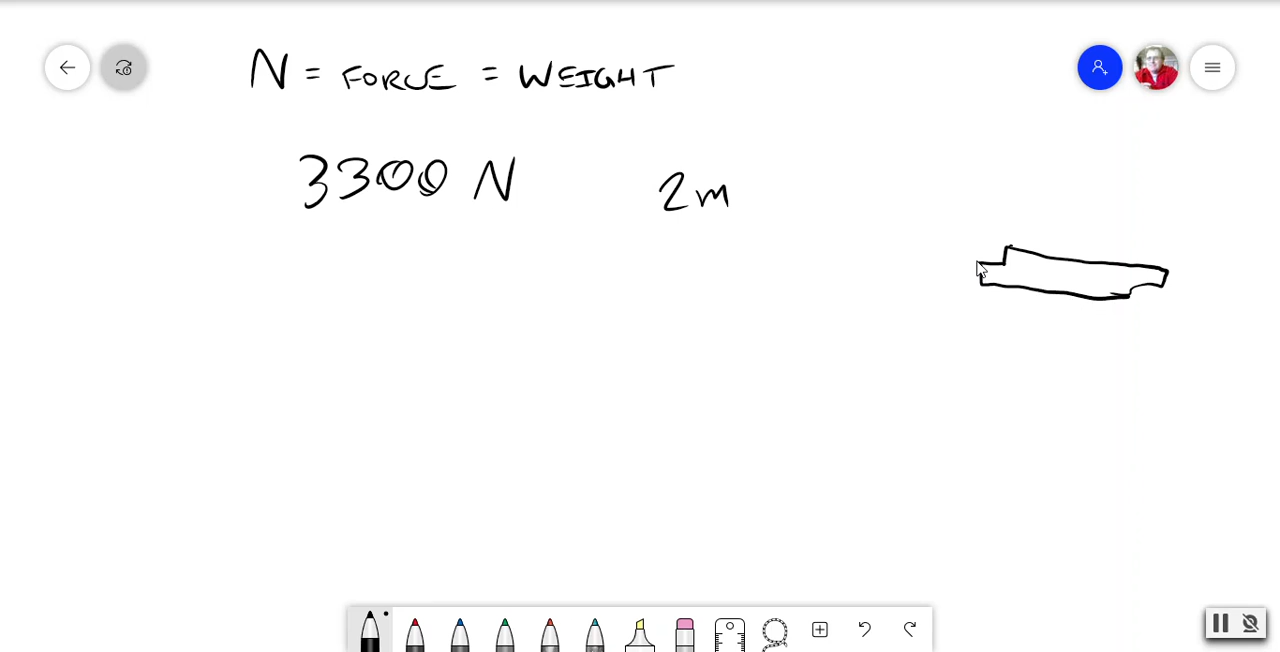 N = FORCE = WEIGHT
3300 N 2m